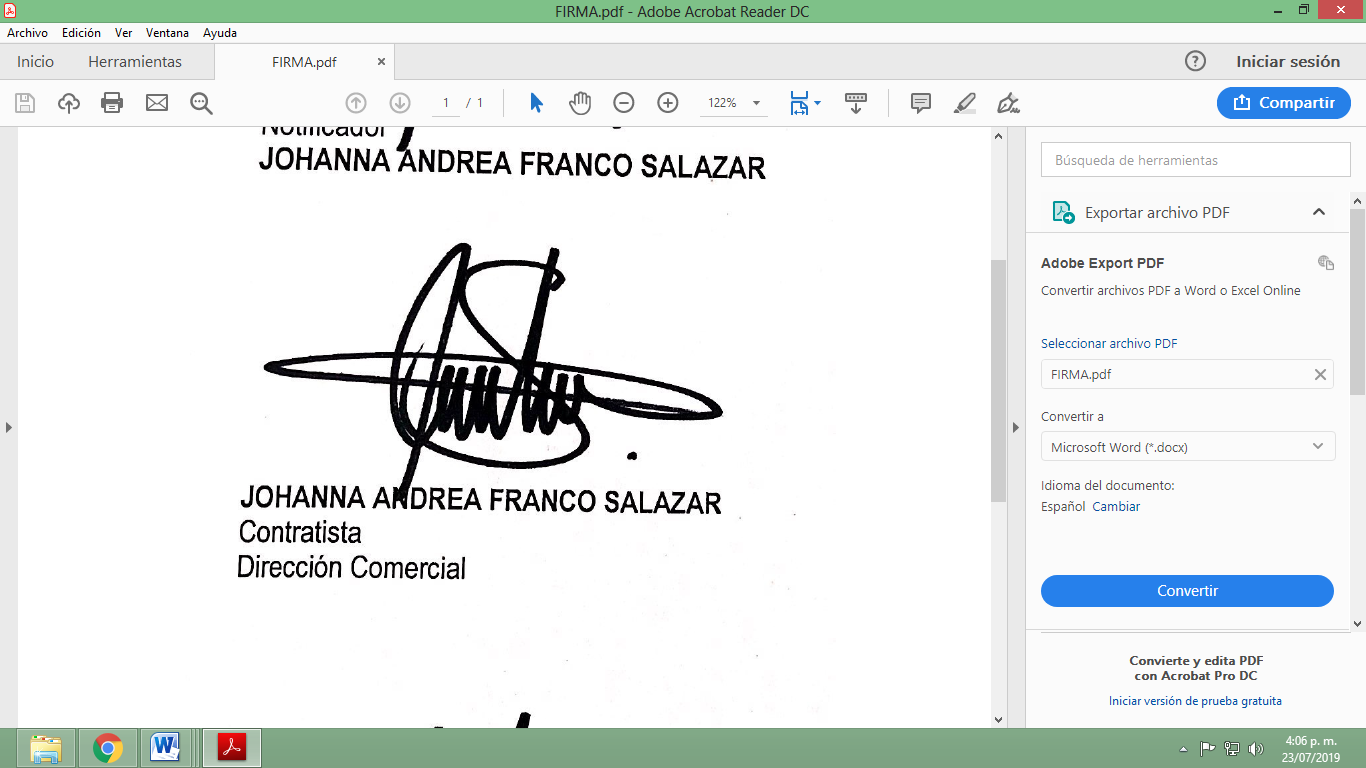 FIRMA.pdf - Adobe Acrobat Reader DC
Archivo Edición Ver Ventana Ayuda
Inicio Herramientas FIRMA.pdf × Iniciar sesión
1 / 1 122% Compartir
Notificador
JOHANNA ANDREA FRANCO SALAZAR
JOHANNA ANDREA FRANCO SALAZAR
Contratista
Dirección Comercial
Búsqueda de herramientas
Exportar archivo PDF
Adobe Export PDF
Convertir archivos PDF a Word o Excel Online
Seleccionar archivo PDF
FIRMA.pdf
Convertir a
Microsoft Word (*.docx)
Idioma del documento:
Español Cambiar
Convertir
Convierte y edita PDF
con Acrobat Pro DC
Iniciar versión de prueba gratuita
4:06 p. m.
23/07/2019